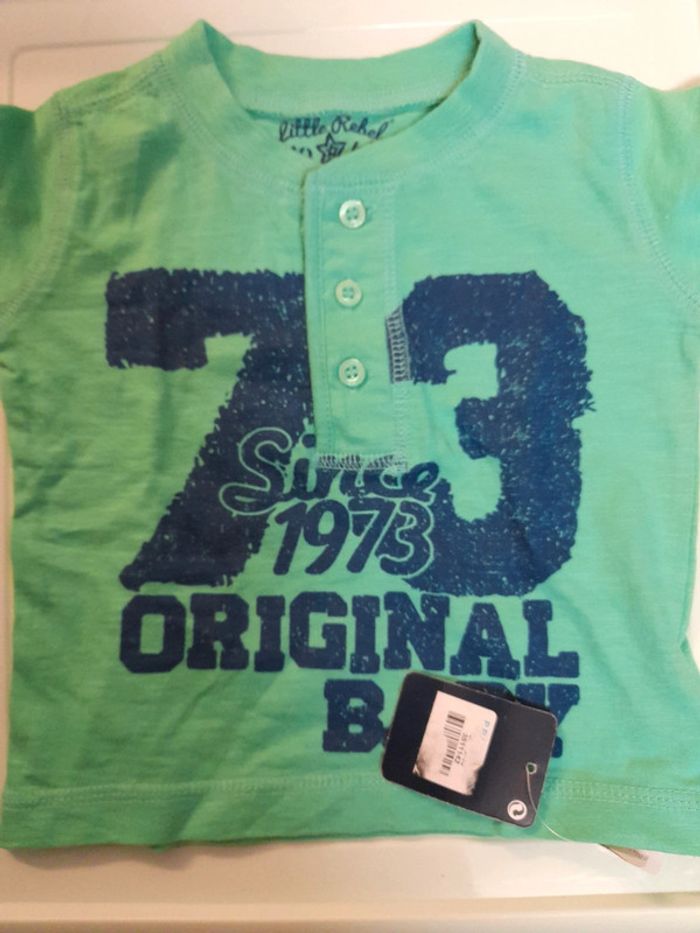 little Rebel
73
Since
1973
ORIGINAL